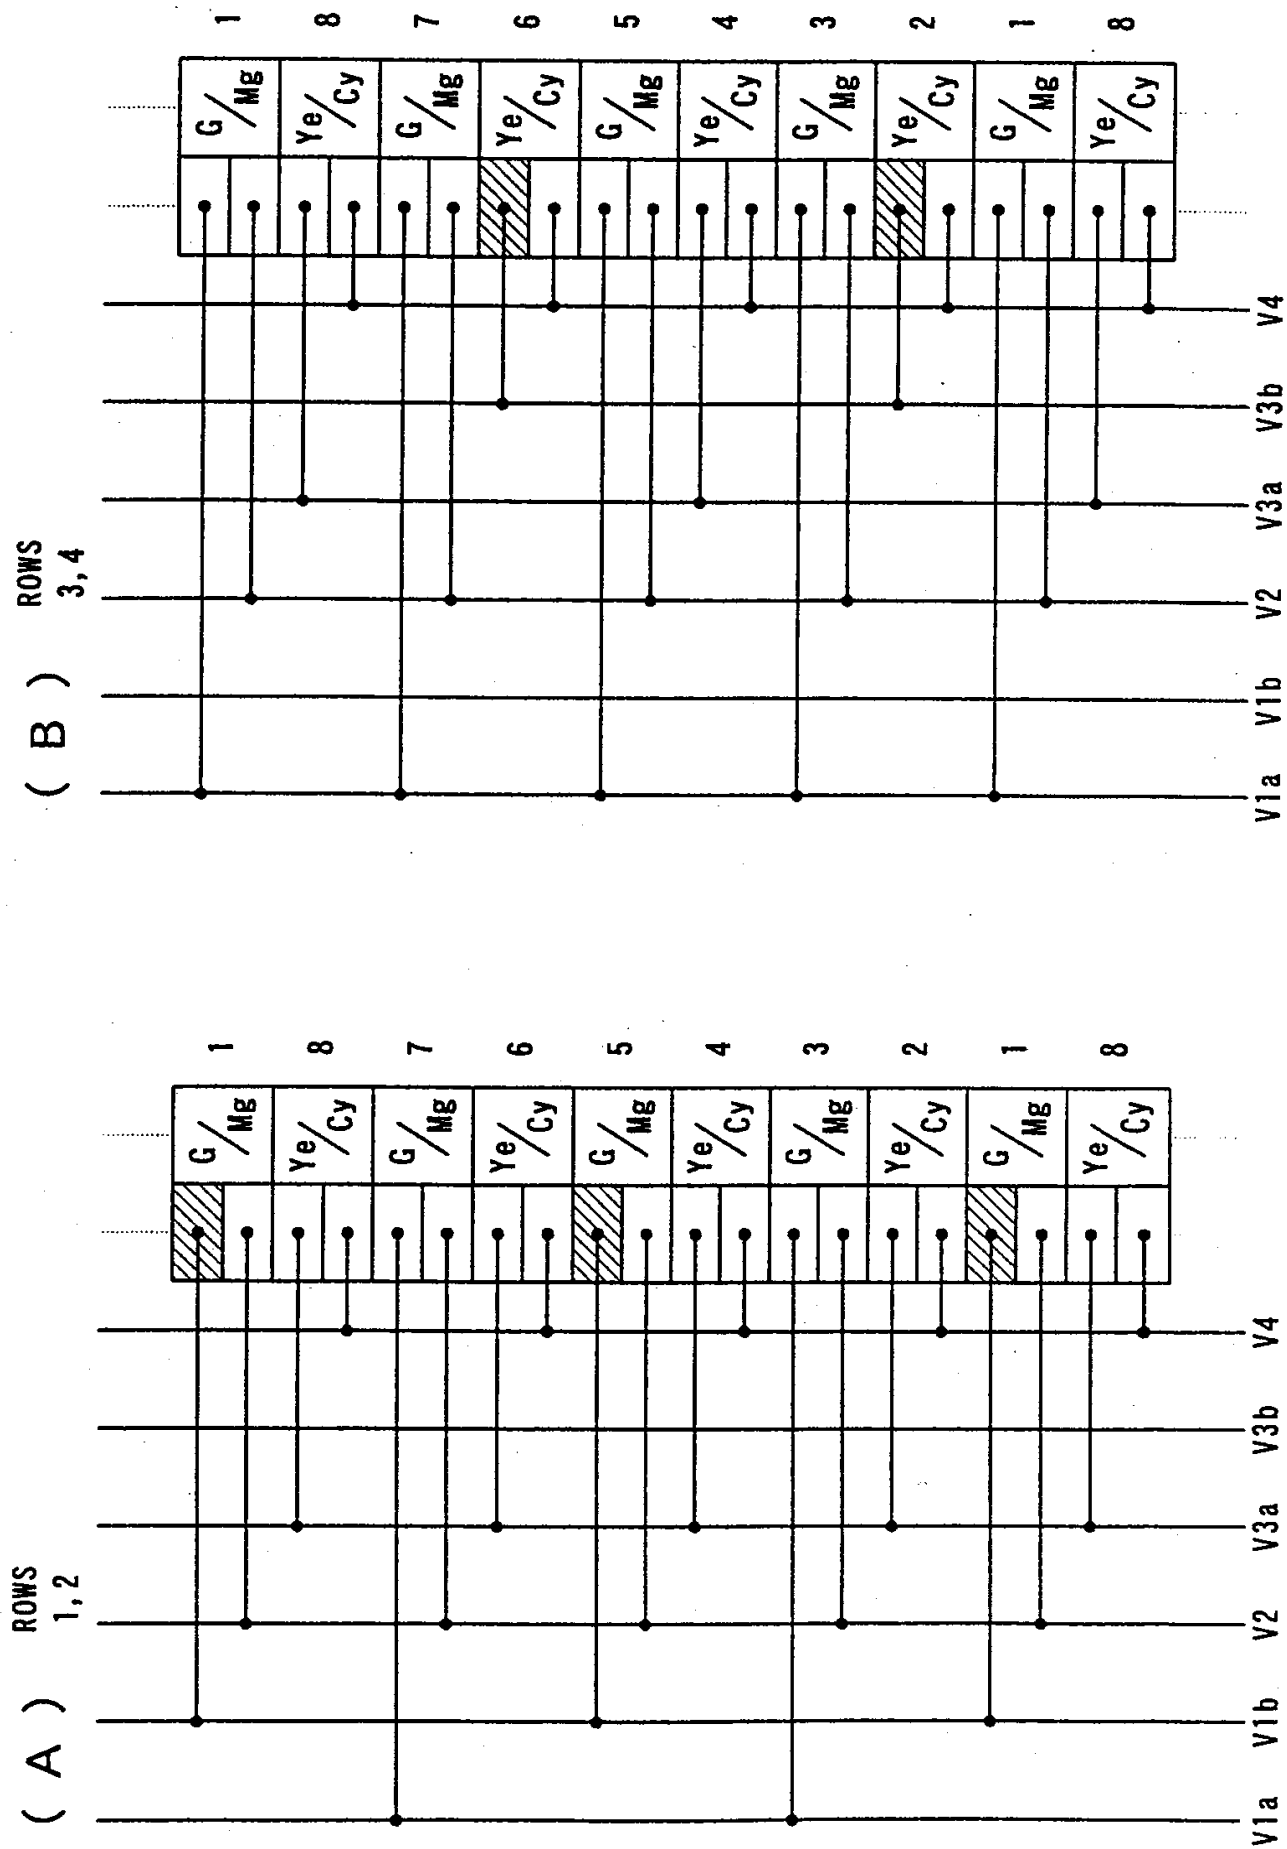 ( A )
ROWS
1,2
G/Mg 1
Ye/Cy 8
G/Mg 7
Ye/Cy 6
G/Mg 5
Ye/Cy 4
G/Mg 3
Ye/Cy 2
G/Mg 1
Ye/Cy 8
V1a V1b V2 V3a V3b V4
( B )
ROWS
3,4
G/Mg 1
Ye/Cy 8
G/Mg 7
Ye/Cy 6
G/Mg 5
Ye/Cy 4
G/Mg 3
Ye/Cy 2
G/Mg 1
Ye/Cy 8
V1a V1b V2 V3a V3b V4